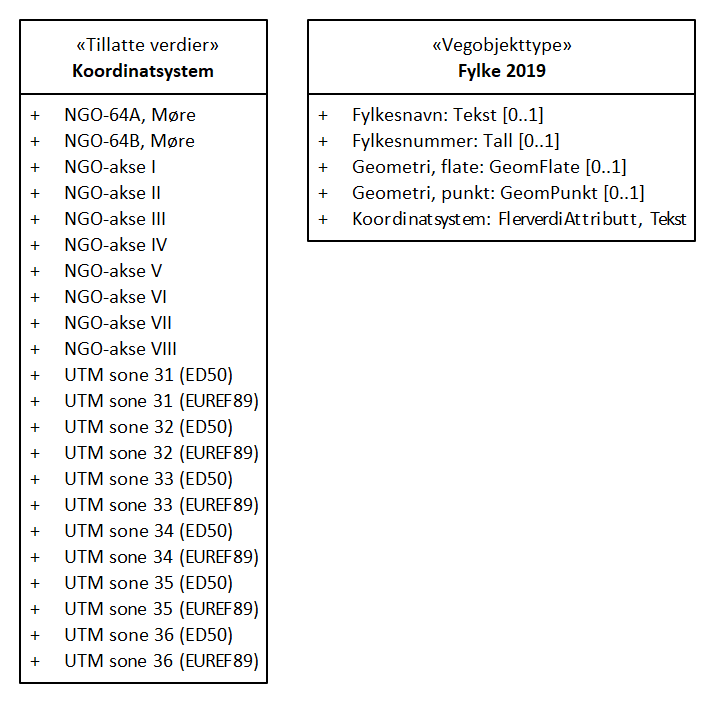 «Tillatte verdier»
Koordinatsystem
+ NGO-64A, Møre
+ NGO-64B, Møre
+ NGO-akse I
+ NGO-akse II
+ NGO-akse III
+ NGO-akse IV
+ NGO-akse V
+ NGO-akse VI
+ NGO-akse VII
+ NGO-akse VIII
+ UTM sone 31 (ED50)
+ UTM sone 31 (EUREF89)
+ UTM sone 32 (ED50)
+ UTM sone 32 (EUREF89)
+ UTM sone 33 (ED50)
+ UTM sone 33 (EUREF89)
+ UTM sone 34 (ED50)
+ UTM sone 34 (EUREF89)
+ UTM sone 35 (ED50)
+ UTM sone 35 (EUREF89)
+ UTM sone 36 (ED50)
+ UTM sone 36 (EUREF89)
«Vegobjekttype»
Fylke 2019
+ Fylkesnavn: Tekst [0..1]
+ Fylkesnummer: Tall [0..1]
+ Geometri, flate: GeomFlate [0..1]
+ Geometri, punkt: GeomPunkt [0..1]
+ Koordinatsystem: FlerverdiAttributt, Tekst